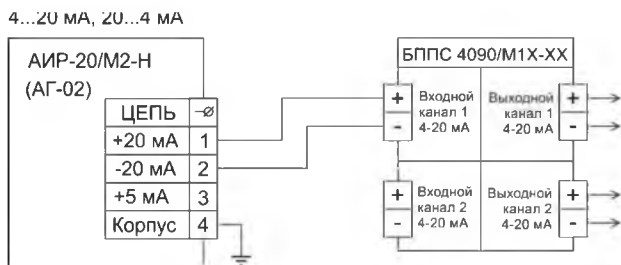 4...20 мА, 20...4 мА
АИР-20/М2-Н
(АГ-02)
ЦЕПЬ
+20 мА 1
-20 мА 2
+5 мА 3
Корпус 4
БППС 4090/М1Х-ХХ
+ Входной Выходной +
канал 1 канал 1
- 4-20 мА 4-20 мА -
+ Входной Выходной +
канал 2 канал 2
- 4-20 мА 4-20 мА -